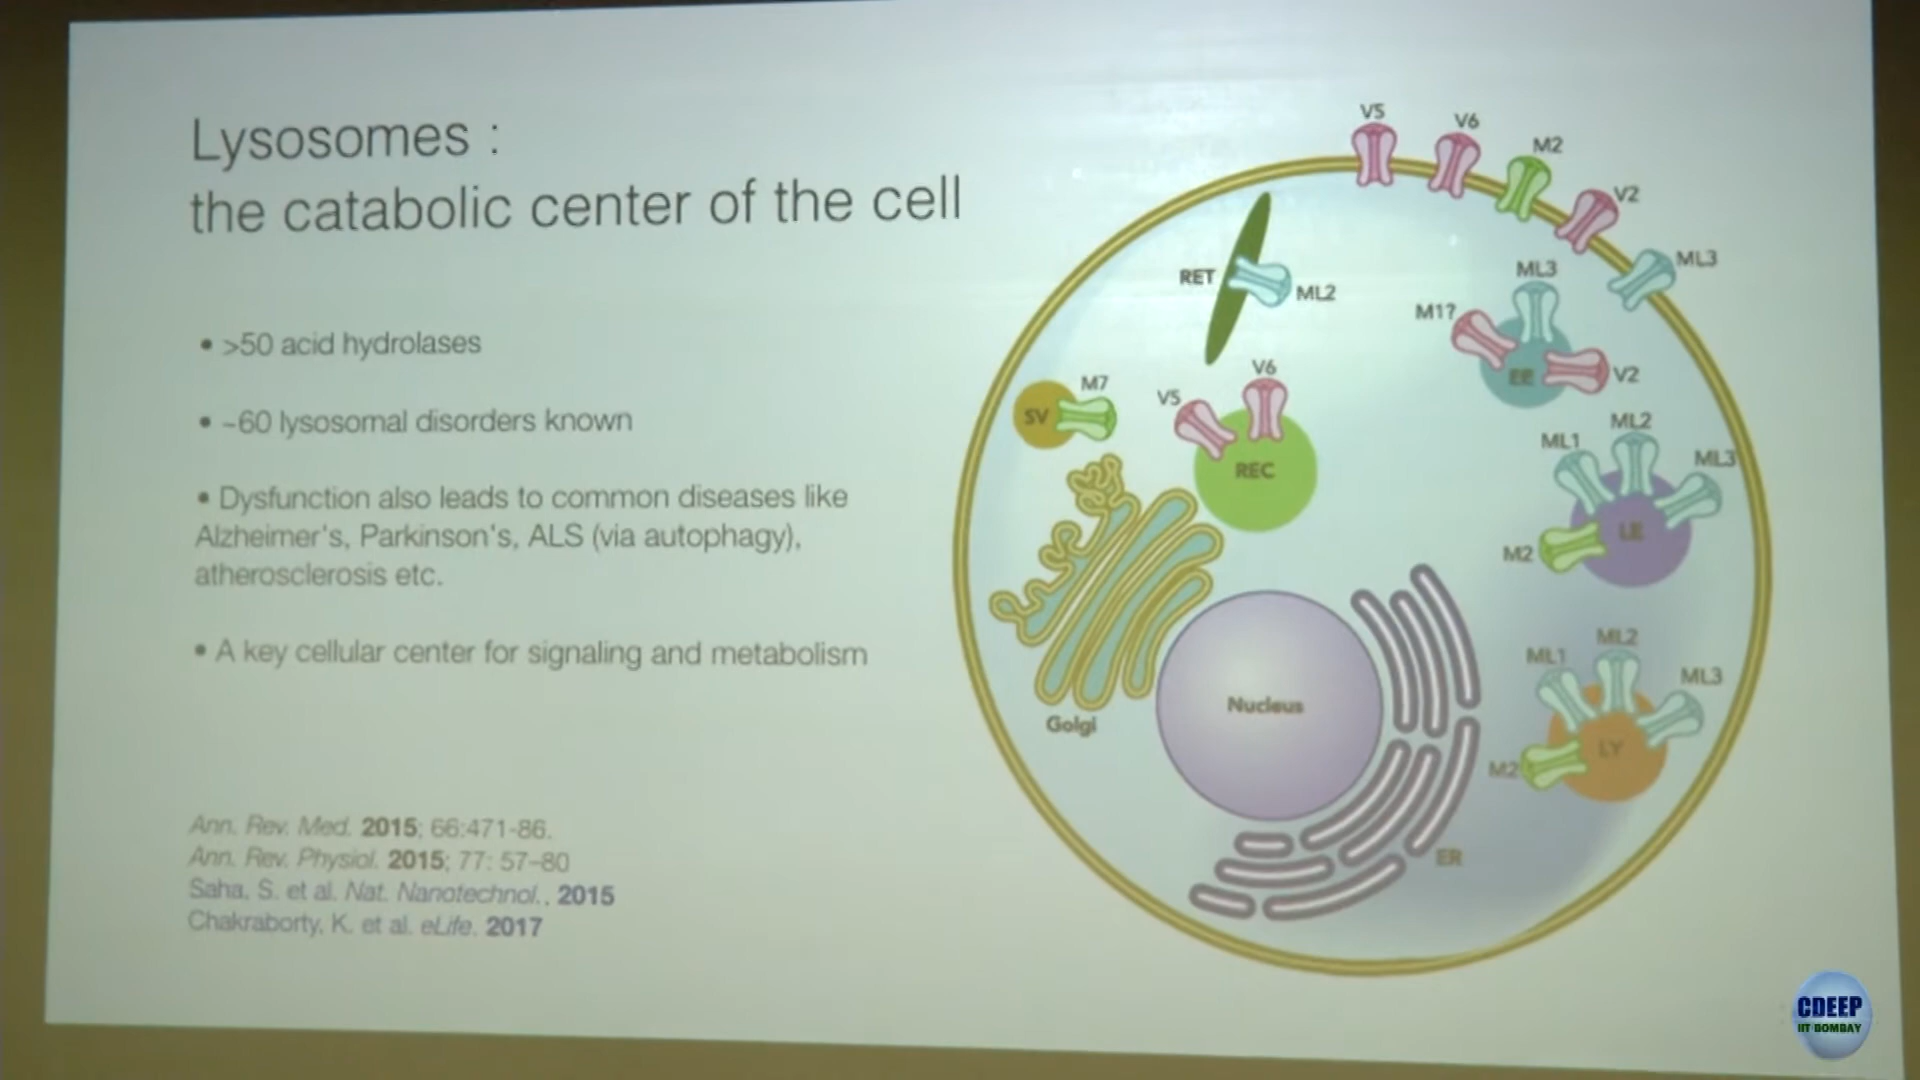 Lysosomes :
the catabolic center of the cell
• >50 acid hydrolases
• ~60 lysosomal disorders known
• Dysfunction also leads to common diseases like
Alzheimer's, Parkinson's, ALS (via autophagy),
atherosclerosis etc.
• A key cellular center for signaling and metabolism
Ann. Rev. Med. 2015; 66:471-86.
Ann. Rev. Physiol. 2015; 77: 57–80
Saha, S. et al. Nat. Nanotechnol., 2015
Chakraborty, K. et al. eLife. 2017
V5
V6
M2
V2
ML3
RET
ML2
ML3
M1?
EE
V2
SV
M7
V5
V6
REC
ML1
ML2
ML3
M2
LE
Golgi
Nucleus
ER
ML1
ML2
ML3
M2
LY
CDEEP
IIT BOMBAY